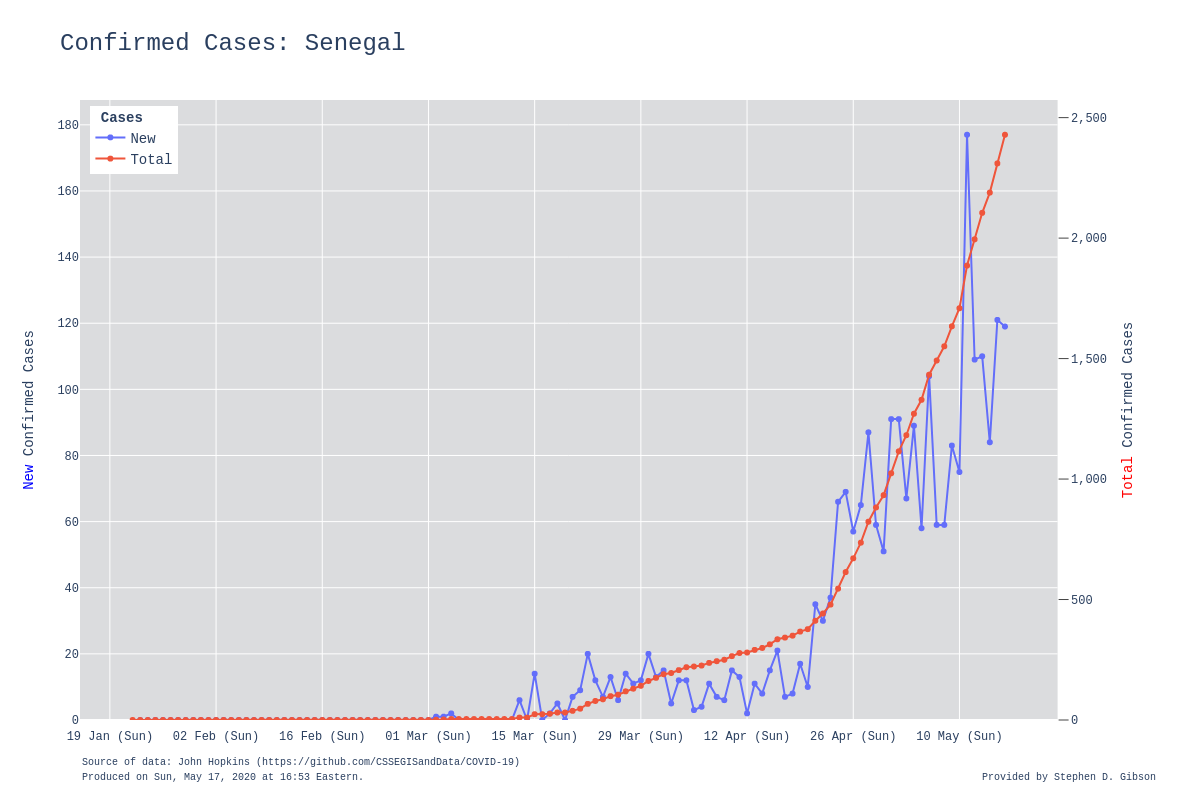 Confirmed Cases: Senegal
Cases
New
Total
180
160
140
120
100
80
60
40
20
0
2,500
2,000
1,500
1,000
500
0
New Confirmed Cases
Total Confirmed Cases
19 Jan (Sun) 02 Feb (Sun) 16 Feb (Sun) 01 Mar (Sun) 15 Mar (Sun) 29 Mar (Sun) 12 Apr (Sun) 26 Apr (Sun) 10 May (Sun)
Source of data: John Hopkins (https://github.com/CSSEGISandData/COVID-19)
Produced on Sun, May 17, 2020 at 16:53 Eastern.
Provided by Stephen D. Gibson